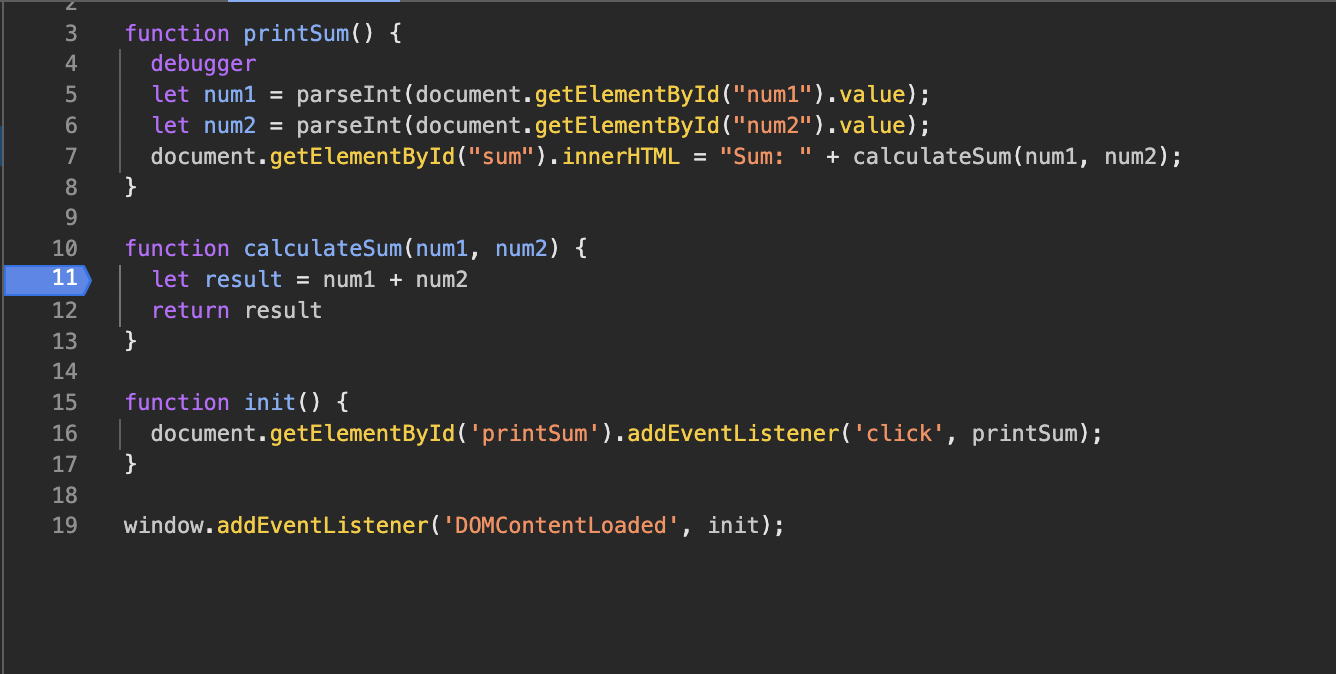 2
3 function printSum() {
4 debugger
5 let num1 = parseInt(document.getElementById("num1").value);
6 let num2 = parseInt(document.getElementById("num2").value);
7 document.getElementById("sum").innerHTML = "Sum: " + calculateSum(num1, num2);
8 }
9
10 function calculateSum(num1, num2) {
11 let result = num1 + num2
12 return result
13 }
14
15 function init() {
16 document.getElementById('printSum').addEventListener('click', printSum);
17 }
18
19 window.addEventListener('DOMContentLoaded', init);